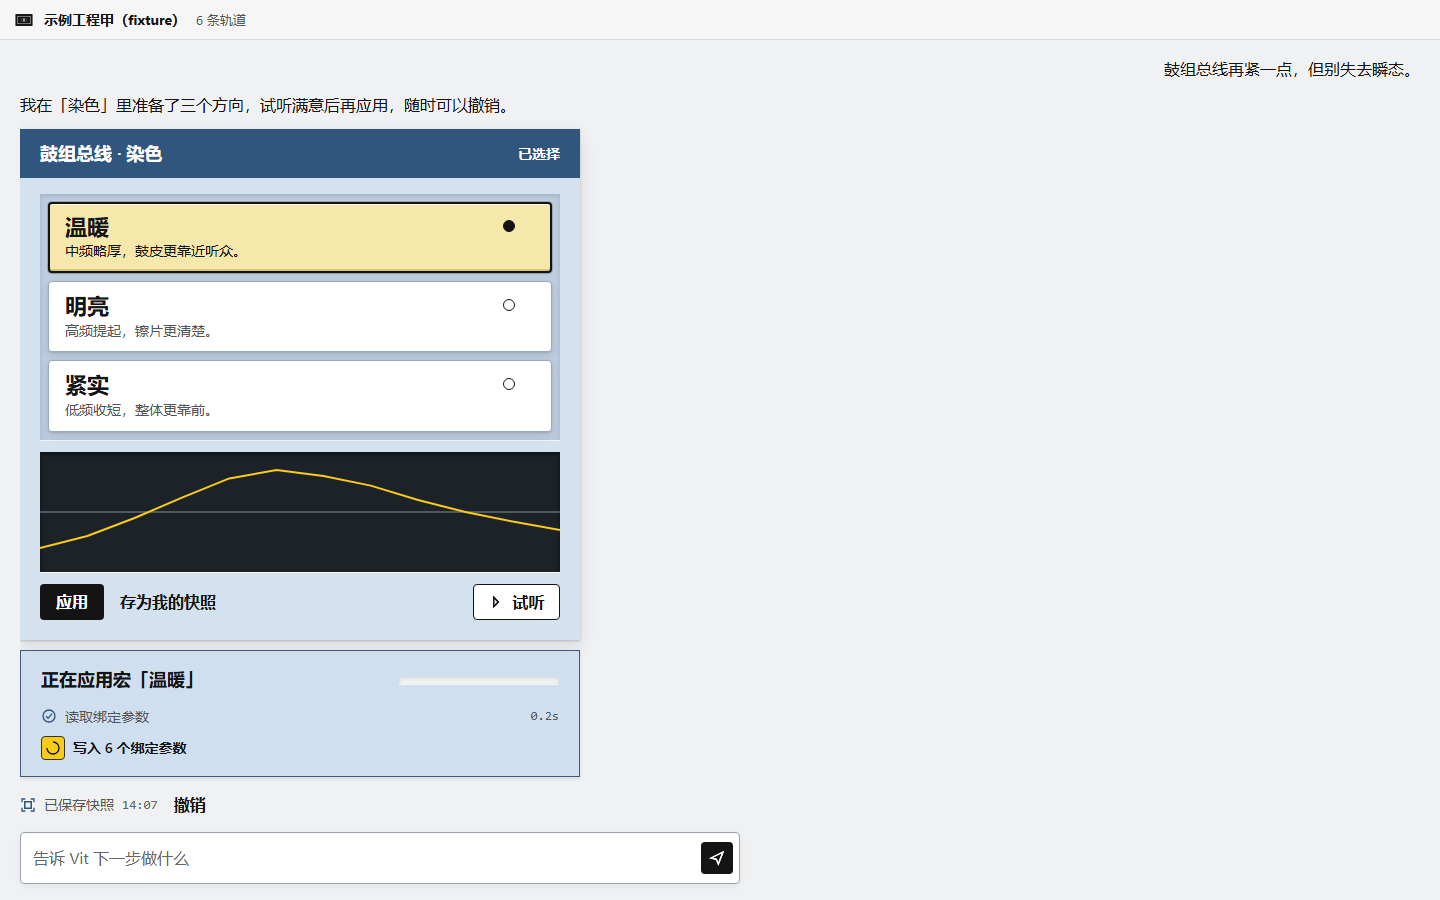 示例工程甲（fixture） 6 条轨道
鼓组总线再紧一点，但别失去瞬态。
我在「染色」里准备了三个方向，试听满意后再应用，随时可以撤销。
鼓组总线 · 染色 已选择
温暖
中频略厚，鼓皮更靠近听众。
明亮
高频提起，镲片更清楚。
紧实
低频收短，整体更靠前。
应用 存为我的快照 试听
正在应用宏「温暖」
读取绑定参数 0.2s
写入 6 个绑定参数
已保存快照 14:07 撤销
告诉 Vit 下一步做什么